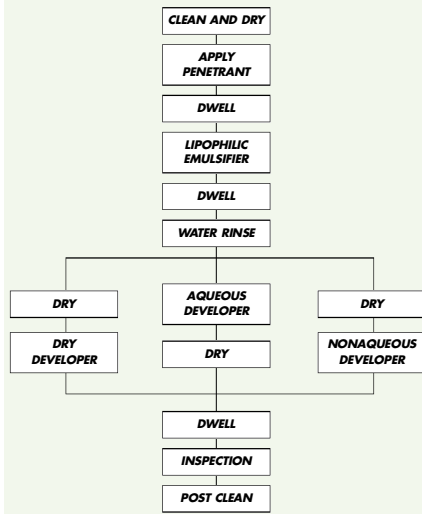 CLEAN AND DRY
APPLY
PENETRANT
DWELL
LIPOPHILIC
EMULSIFIER
DWELL
WATER RINSE
DRY
DRY
DEVELOPER
AQUEOUS
DEVELOPER
DRY
DRY
NONAQUEOUS
DEVELOPER
DWELL
INSPECTION
POST CLEAN